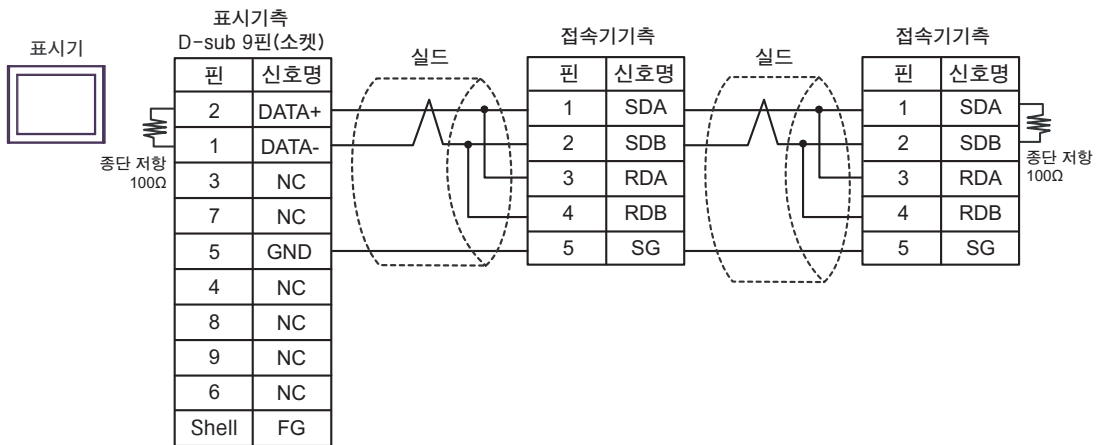 표시기
표시기측
D-sub 9핀(소켓)
핀 신호명
2 DATA+
1 DATA-
3 NC
7 NC
5 GND
4 NC
8 NC
9 NC
6 NC
Shell FG
종단 저항
100Ω
실드
접속기기측
핀 신호명
1 SDA
2 SDB
3 RDA
4 RDB
5 SG
실드
접속기기측
핀 신호명
1 SDA
2 SDB
3 RDA
4 RDB
5 SG
종단 저항
100Ω